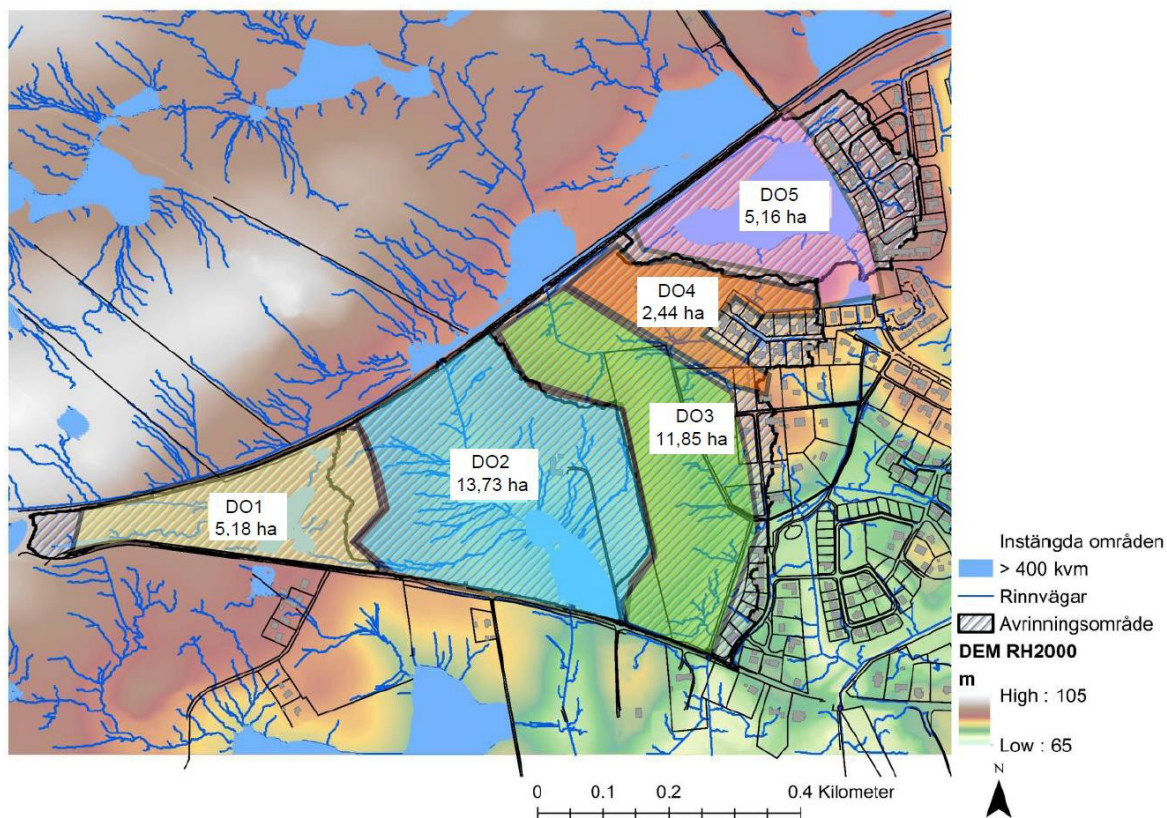 DO5
5,16 ha
DO4
2,44 ha
DO3
11,85 ha
DO2
13,73 ha
DO1
5,18 ha
Instängda områden
> 400 kvm
Rinnvägar
Avrinningsområde
DEM RH2000
m
High : 105
Low : 65
N
0 0.1 0.2 0.4 Kilometer